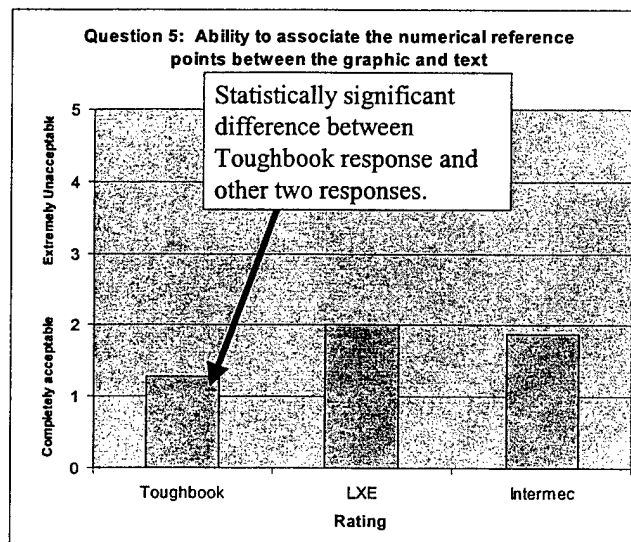 Question 5: Ability to associate the numerical reference
points between the graphic and text
Statistically significant
difference between
Toughbook response and
other two responses.
Extremely Unacceptable
Completely acceptable
5
4
3
2
1
0
Toughbook LXE Intermec
Rating